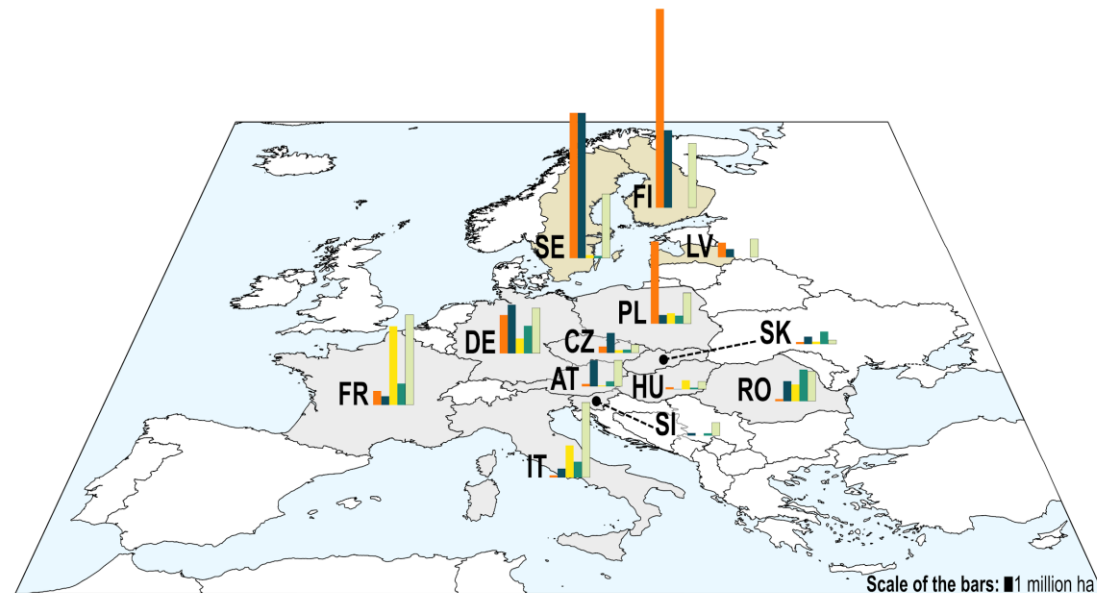 FI
SE
LV
PL
SK
DE
CZ
AT
HU
RO
FR
SI
IT
Scale of the bars: 1 million ha